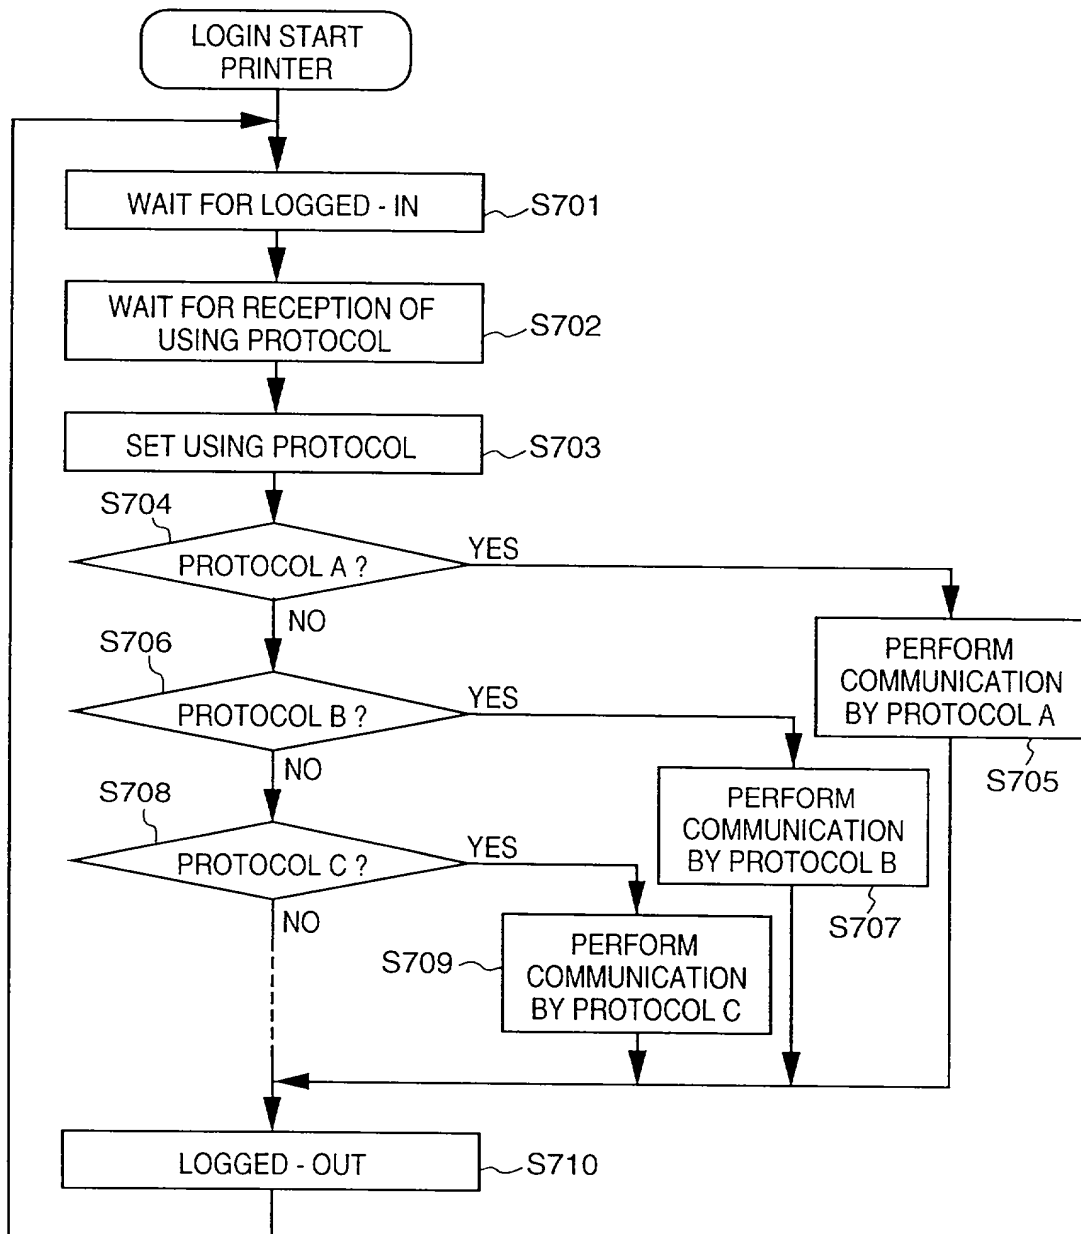 LOGIN START
PRINTER
WAIT FOR LOGGED - IN
S701
WAIT FOR RECEPTION OF
USING PROTOCOL
S702
SET USING PROTOCOL
S703
S704
PROTOCOL A ?
YES
NO
PERFORM
COMMUNICATION
BY PROTOCOL A
S705
S706
PROTOCOL B ?
YES
NO
PERFORM
COMMUNICATION
BY PROTOCOL B
S707
S708
PROTOCOL C ?
YES
NO
S709
PERFORM
COMMUNICATION
BY PROTOCOL C
LOGGED - OUT
S710